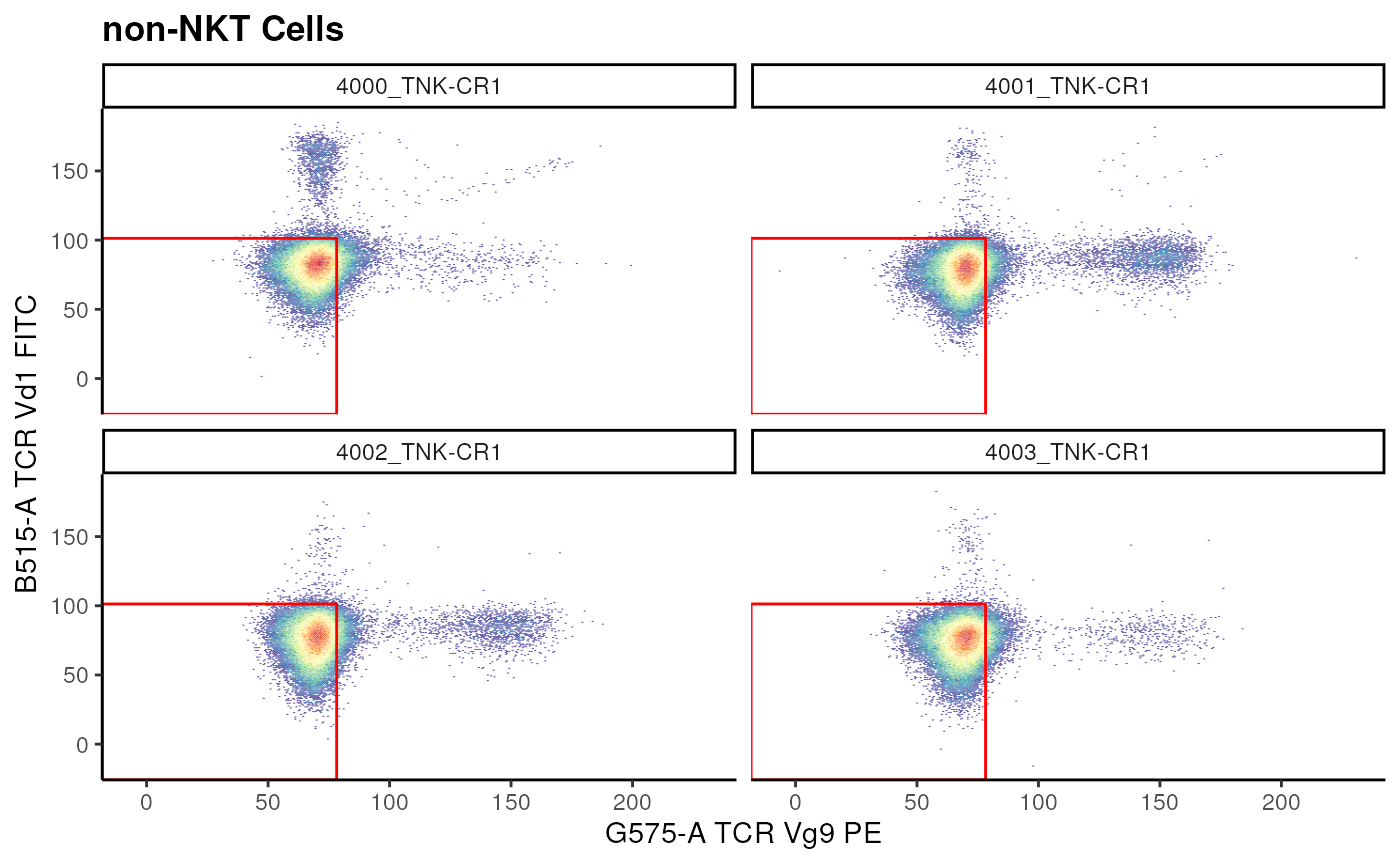 non-NKT Cells
4000_TNK-CR1
4001_TNK-CR1
150
100
50
0
4002_TNK-CR1
4003_TNK-CR1
150
100
50
0
0 50 100 150 200
0 50 100 150 200
G575-A TCR Vg9 PE
B515-A TCR Vd1 FITC